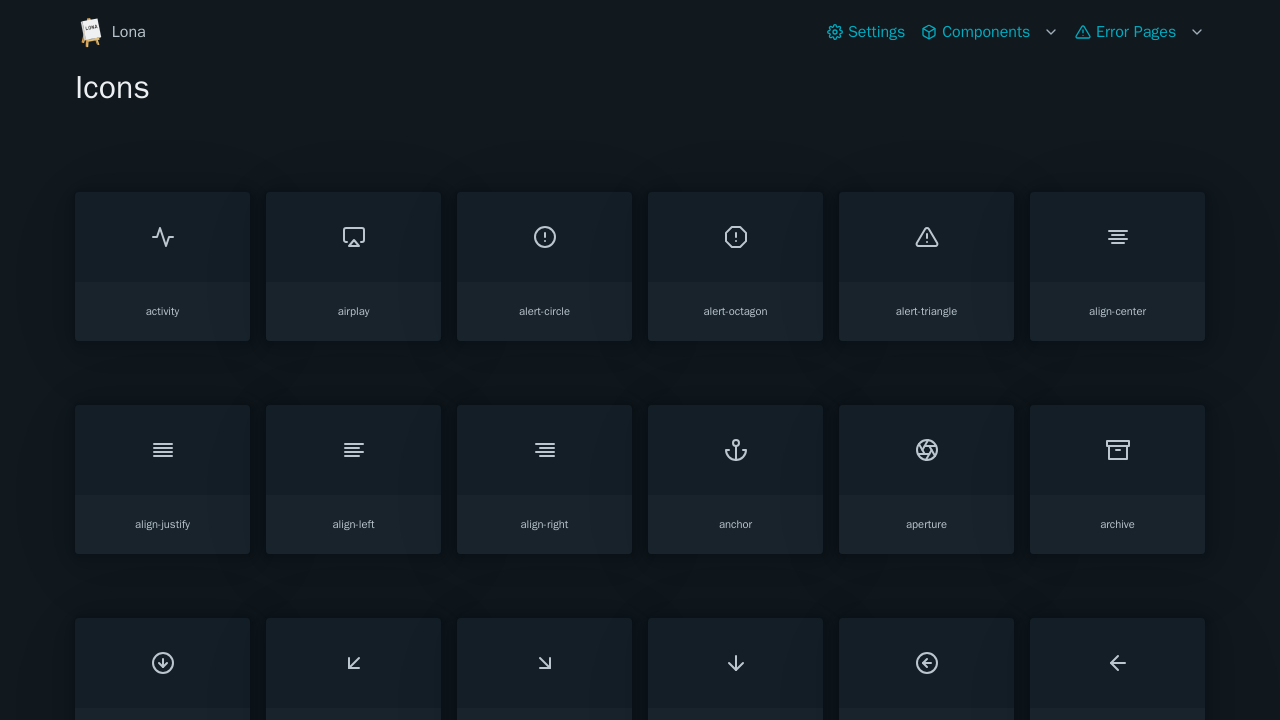 LONA
Lona
Settings
Components
Error Pages
Icons
activity
airplay
alert-circle
alert-octagon
alert-triangle
align-center
align-justify
align-left
align-right
anchor
aperture
archive